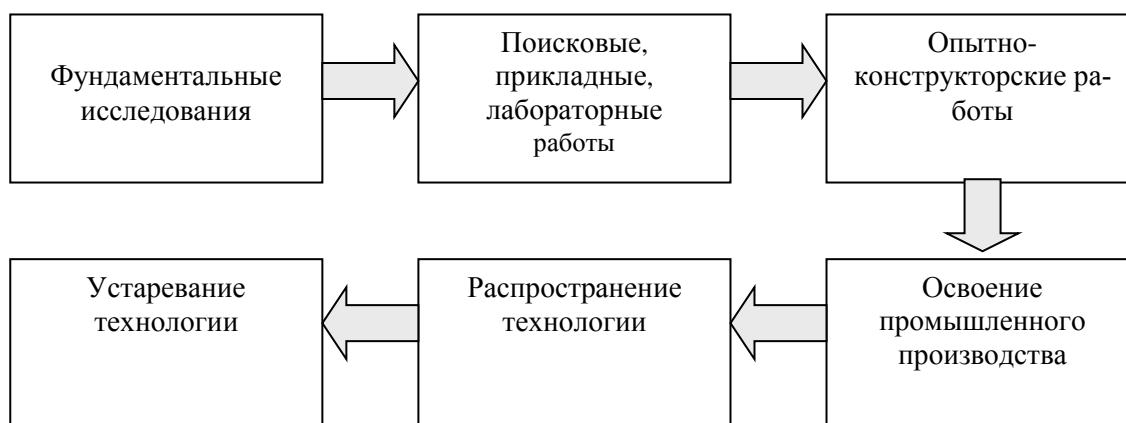 Фундаментальные
исследования
Поисковые,
прикладные,
лабораторные
работы
Опытно-
конструкторские ра-
боты
Устаревание
технологии
Распространение
технологии
Освоение
промышленного
производства